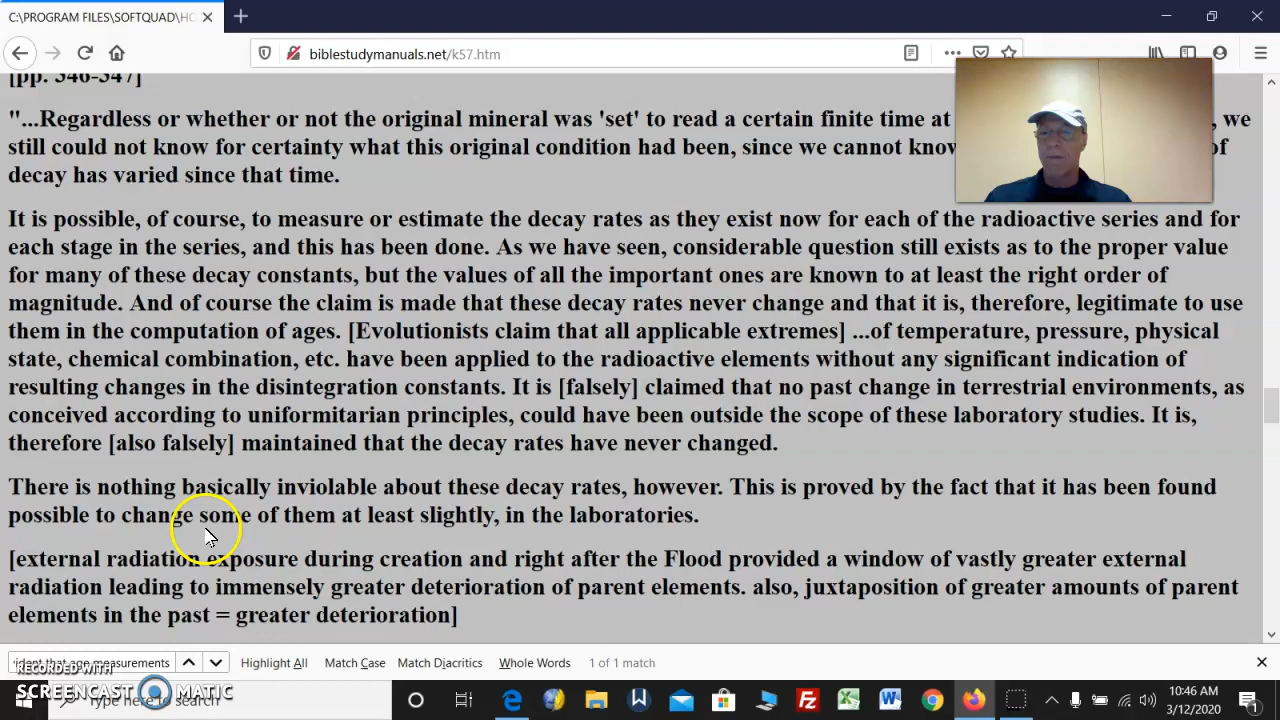 C:\PROGRAM FILES\SOFTQUAD\HO
biblestudymanuals.net/k57.htm
[pp. 346-347]
"...Regardless or whether or not the original mineral was 'set' to read a certain finite time at , we
still could not know for certainty what this original condition had been, since we cannot know of
decay has varied since that time.
It is possible, of course, to measure or estimate the decay rates as they exist now for each of the radioactive series and for
each stage in the series, and this has been done. As we have seen, considerable question still exists as to the proper value
for many of these decay constants, but the values of all the important ones are known to at least the right order of
magnitude. And of course the claim is made that these decay rates never change and that it is, therefore, legitimate to use
them in the computation of ages. [Evolutionists claim that all applicable extremes] ...of temperature, pressure, physical
state, chemical combination, etc. have been applied to the radioactive elements without any significant indication of
resulting changes in the disintegration constants. It is [falsely] claimed that no past change in terrestrial environments, as
conceived according to uniformitarian principles, could have been outside the scope of these laboratory studies. It is,
therefore [also falsely] maintained that the decay rates have never changed.
There is nothing basically inviolable about these decay rates, however. This is proved by the fact that it has been found
possible to change some of them at least slightly, in the laboratories.
[external radiation exposure during creation and right after the Flood provided a window of vastly greater external
radiation leading to immensely greater deterioration of parent elements. also, juxtaposition of greater amounts of parent
elements in the past = greater deterioration]
ident that age measurements Highlight All Match Case Match Diacritics Whole Words 1 of 1 match
RECORDED WITH
SCREENCAST MATIC
Type here to search
10:46 AM
3/12/2020